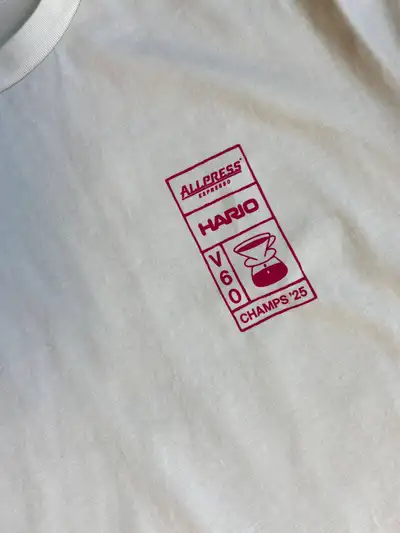 ALLPRESS
ESPRESSO
HARIO
V60
CHAMPS '25